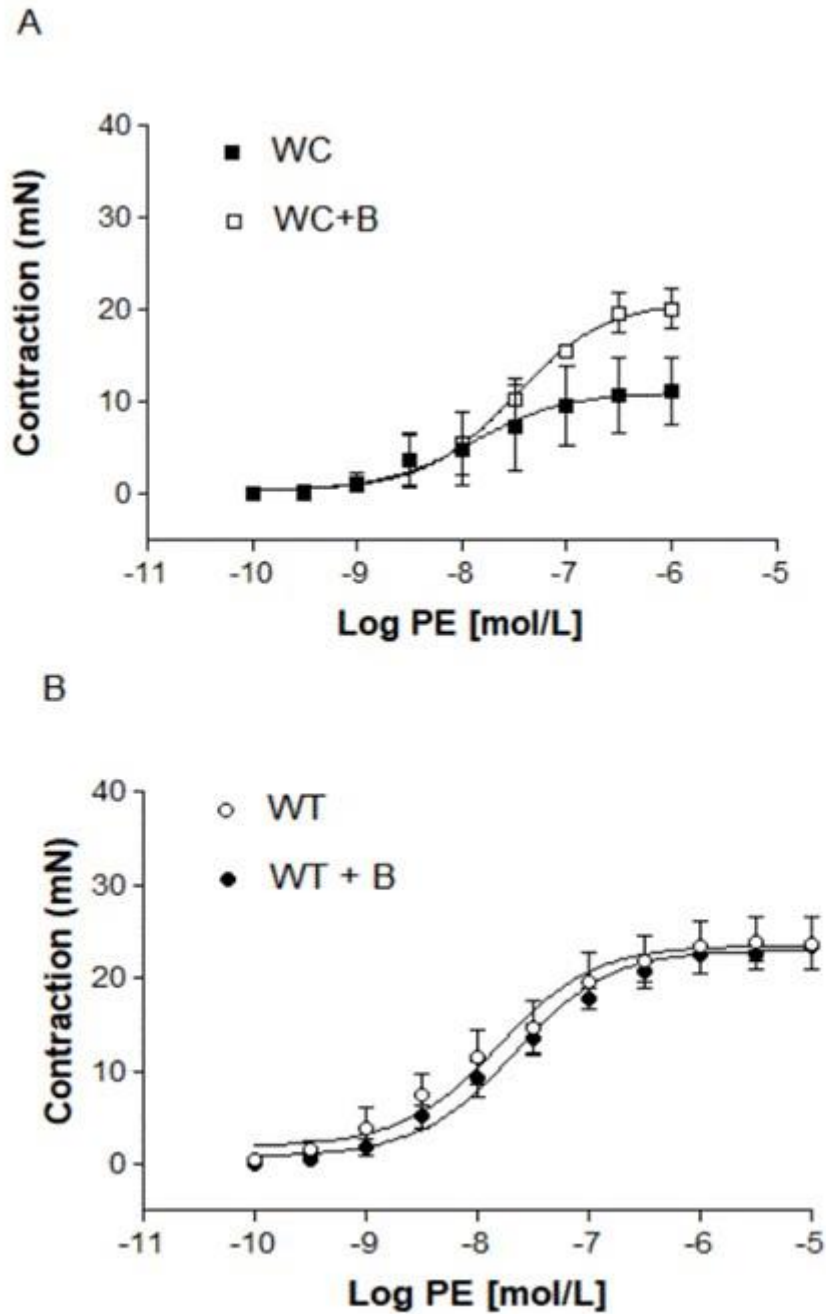 A
40
30
20
10
0
Contraction (mN)
WC
WC+B
-11 -10 -9 -8 -7 -6 -5
Log PE [mol/L]
B
40
30
20
10
0
Contraction (mN)
WT
WT + B
-11 -10 -9 -8 -7 -6 -5
Log PE [mol/L]